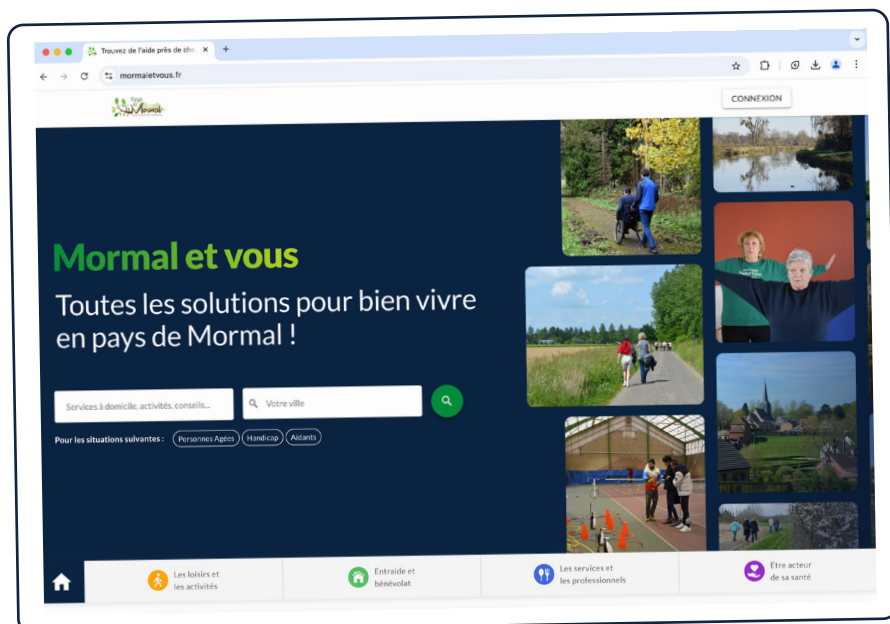 Trouvez de l'aide près de che
mormaletvous.fr
Mormal
CONNEXION
Mormal et vous
Toutes les solutions pour bien vivre
en pays de Mormal !
Services à domicile, activités, conseils...
Votre ville
Pour les situations suivantes :
Personnes Agées
Handicap
Aidants
Les loisirs et
les activités
Entraide et
bénévolat
Les services et
les professionnels
Etre acteur
de sa santé